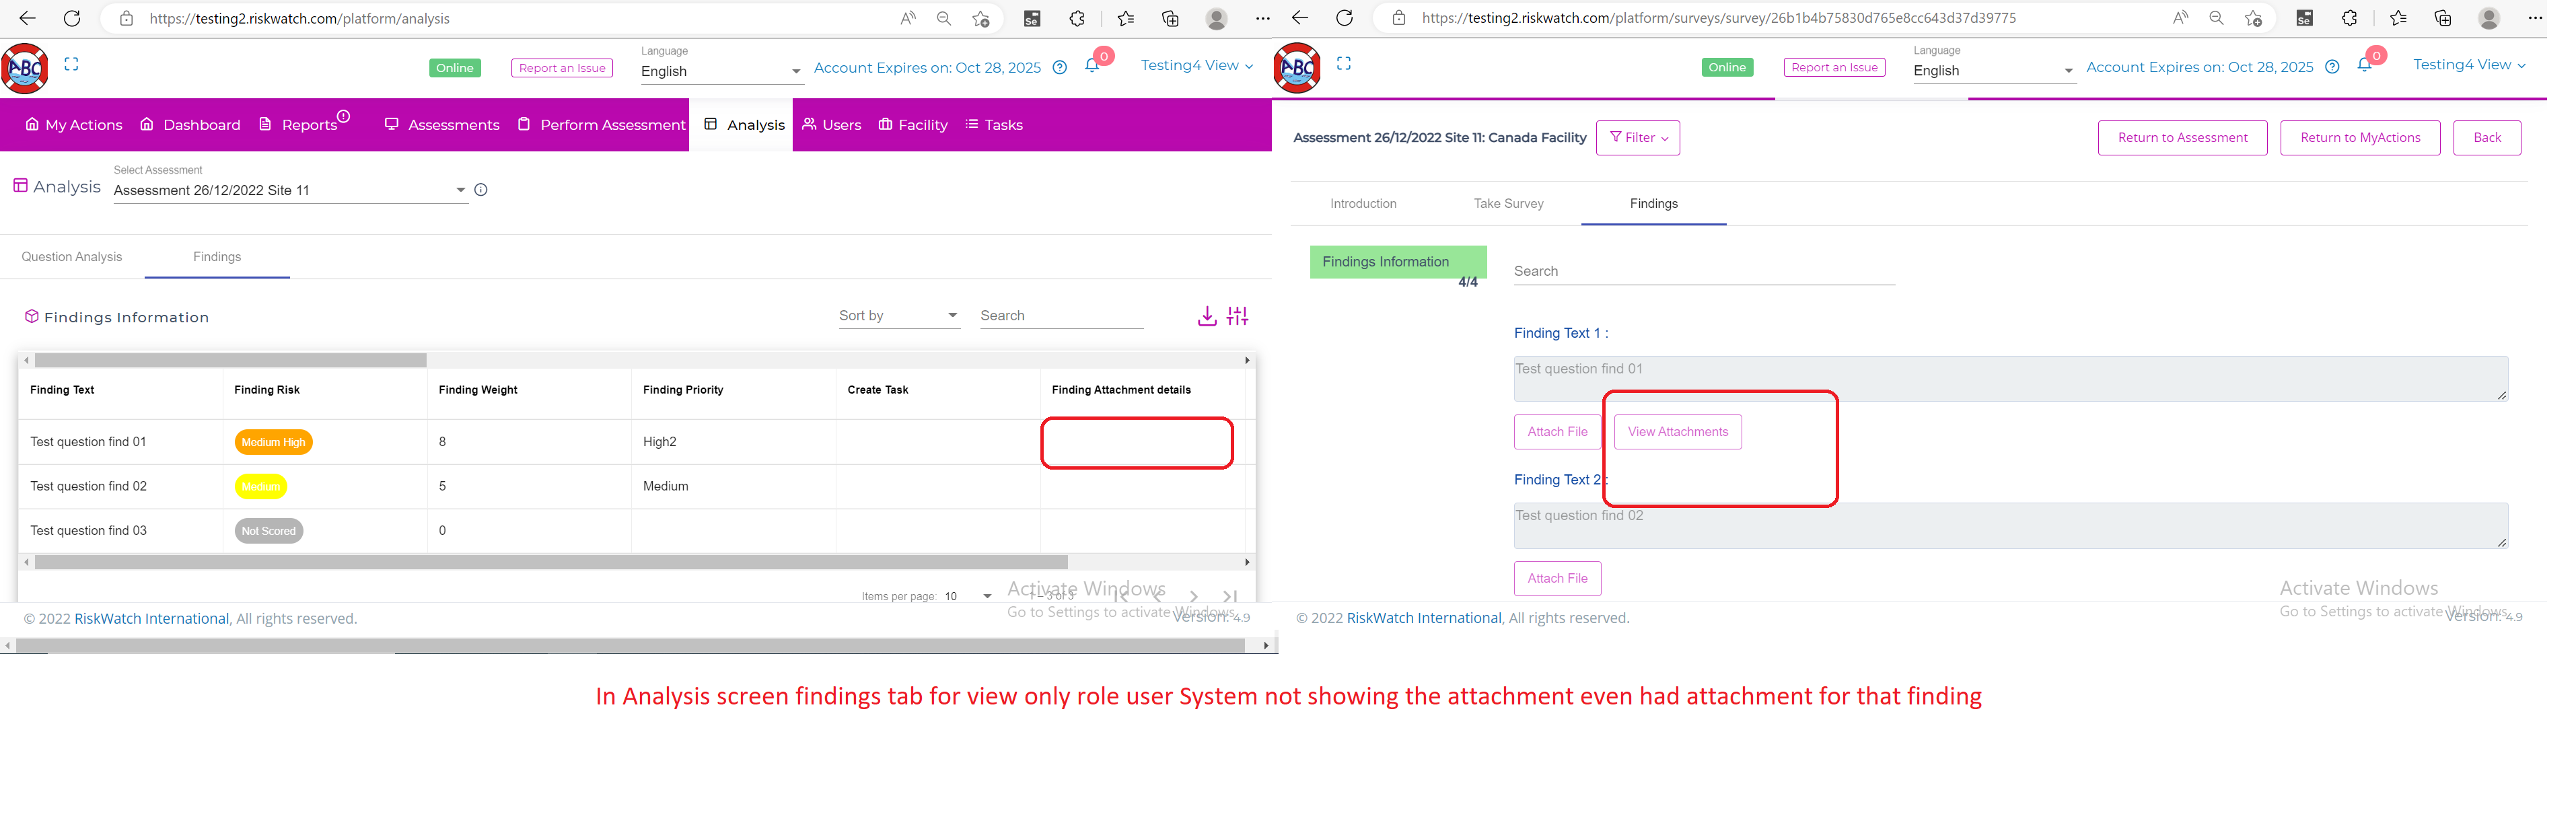 https://testing2.riskwatch.com/platform/analysis
ABC
Online
Report an Issue
Language
English
Account Expires on: Oct 28, 2025
0
Testing4 View
My Actions
Dashboard
Reports
Assessments
Perform Assessment
Analysis
Users
Facility
Tasks
Analysis
Select Assessment
Assessment 26/12/2022 Site 11
Question Analysis
Findings
Findings Information
Sort by
Search
Finding Text Finding Risk Finding Weight Finding Priority Create Task Finding Attachment details
Test question find 01 Medium High 8 High2
Test question find 02 Medium 5 Medium
Test question find 03 Not Scored 0
Items per page: 10
1 – 3 of 3
Activate Windows
Go to Settings to activate Windows.
© 2022 RiskWatch International, All rights reserved.
Version: 4.9
https://testing2.riskwatch.com/platform/surveys/survey/26b1b4b75830d765e8cc643d37d39775
Se
ABC
Online
Report an Issue
Language
English
Account Expires on: Oct 28, 2025
0
Testing4 View
Assessment 26/12/2022 Site 11: Canada Facility
Filter
Return to Assessment
Return to MyActions
Back
Introduction
Take Survey
Findings
Findings Information
4/4
Search
Finding Text 1 :
Test question find 01
Attach File
View Attachments
Finding Text 2 :
Test question find 02
Attach File
Activate Windows
Go to Settings to activate Windows.
© 2022 RiskWatch International, All rights reserved.
Version: 4.9
In Analysis screen findings tab for view only role user System not showing the attachment even had attachment for that finding